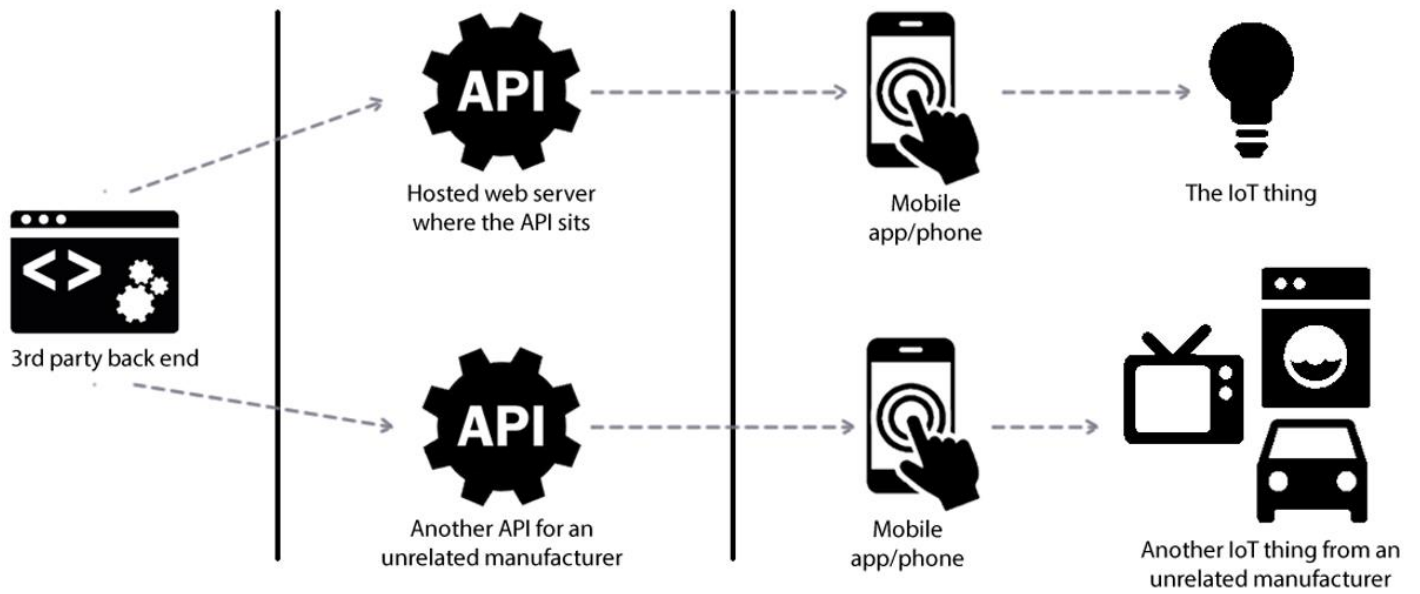 API
Hosted web server
where the API sits
Mobile
app/phone
The IoT thing
3rd party back end
API
Another API for an
unrelated manufacturer
Mobile
app/phone
Another IoT thing from an
unrelated manufacturer